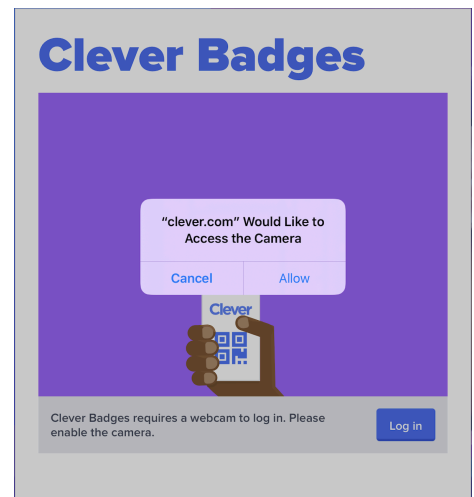 Clever Badges
“clever.com” Would Like to
Access the Camera
Cancel
Allow
Clever
Clever Badges requires a webcam to log in. Please
enable the camera.
Log in